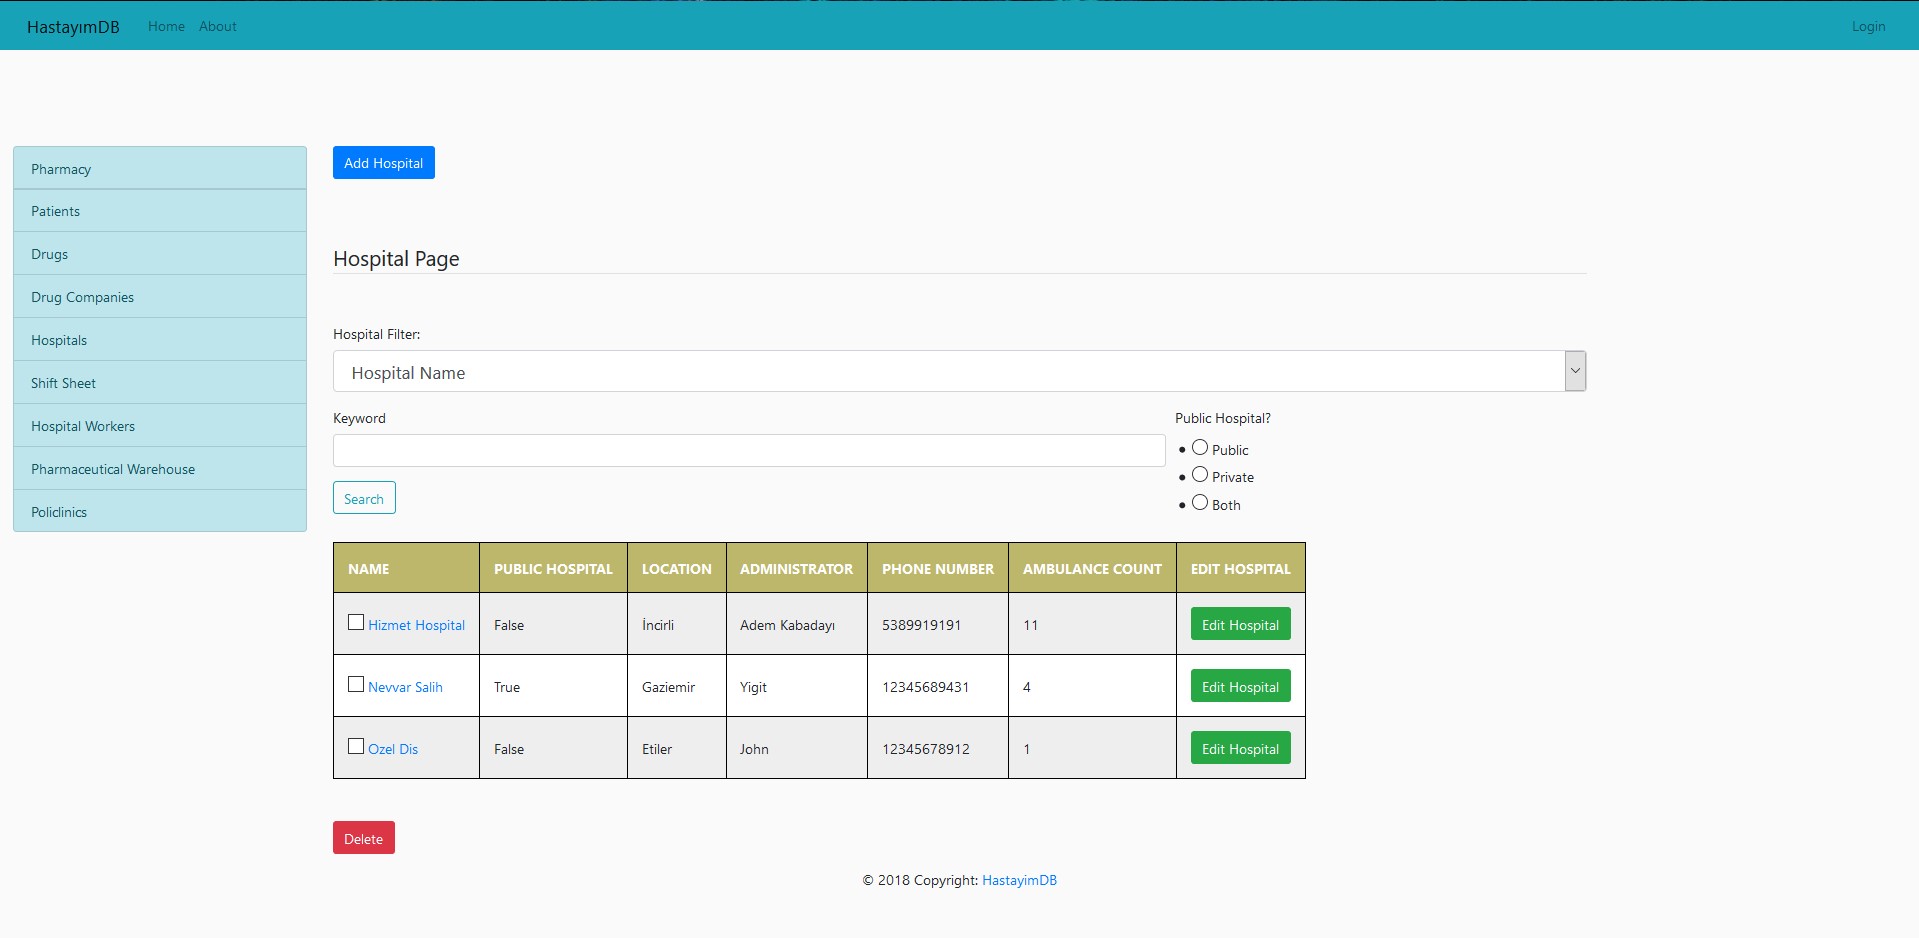 HastayımDB Home About Login
Pharmacy
Patients
Drugs
Drug Companies
Hospitals
Shift Sheet
Hospital Workers
Pharmaceutical Warehouse
Policlinics
Add Hospital
Hospital Page
Hospital Filter:
Hospital Name
Keyword
Public Hospital?
Public
Private
Both
Search
NAME PUBLIC HOSPITAL LOCATION ADMINISTRATOR PHONE NUMBER AMBULANCE COUNT EDIT HOSPITAL
Hizmet Hospital False İncirli Adem Kabadayı 5389919191 11 Edit Hospital
Nevvar Salih True Gaziemir Yigit 12345689431 4 Edit Hospital
Ozel Dis False Etiler John 12345678912 1 Edit Hospital
Delete
© 2018 Copyright: HastayimDB